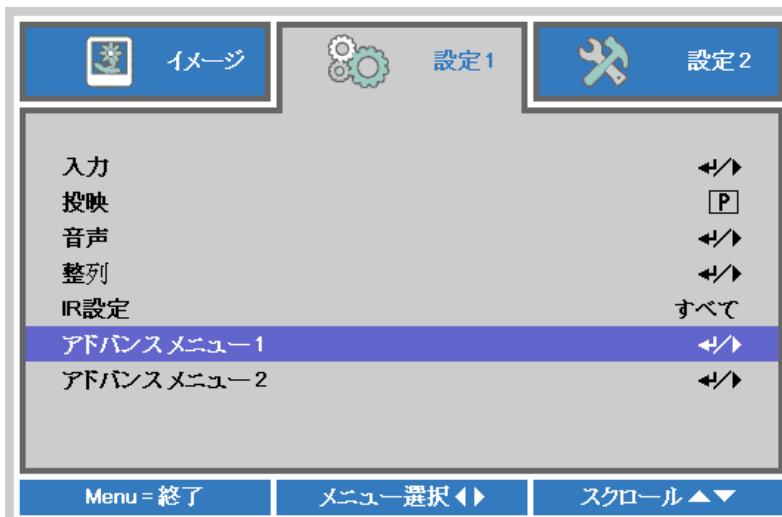 イメージ 設定1 設定2
入力 ↵/▶
投映 P
音声 ↵/▶
整列 ↵/▶
IR設定 すべて
アドバンスメニュー1 ↵/▶
アドバンスメニュー2 ↵/▶
Menu=終了 メニュー選択◀▶ スクロール▲▼